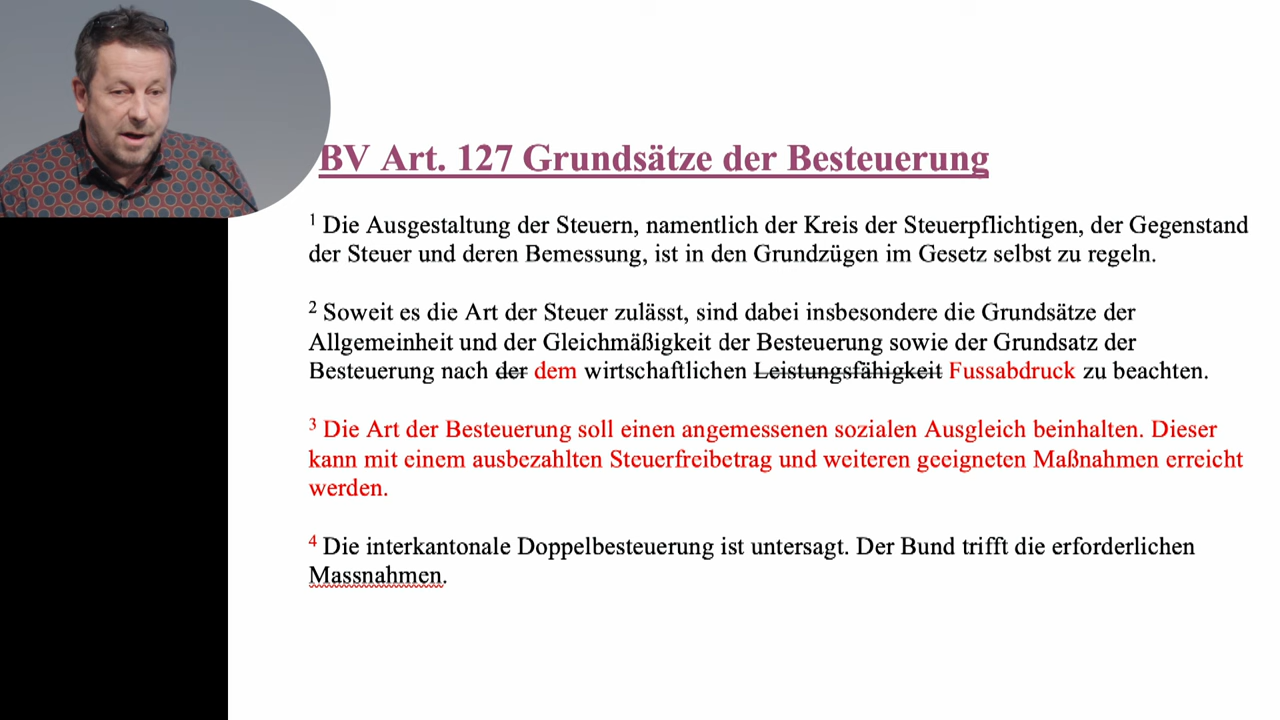 BV Art. 127 Grundsätze der Besteuerung
1 Die Ausgestaltung der Steuern, namentlich der Kreis der Steuerpflichtigen, der Gegenstand
der Steuer und deren Bemessung, ist in den Grundzügen im Gesetz selbst zu regeln.
2 Soweit es die Art der Steuer zulässt, sind dabei insbesondere die Grundsätze der
Allgemeinheit und der Gleichmäßigkeit der Besteuerung sowie der Grundsatz der
Besteuerung nach der dem wirtschaftlichen Leistungsfähigkeit Fussabdruck zu beachten.
3 Die Art der Besteuerung soll einen angemessenen sozialen Ausgleich beinhalten. Dieser
kann mit einem ausbezahlten Steuerfreibetrag und weiteren geeigneten Maßnahmen erreicht
werden.
4 Die interkantonale Doppelbesteuerung ist untersagt. Der Bund trifft die erforderlichen
Massnahmen.